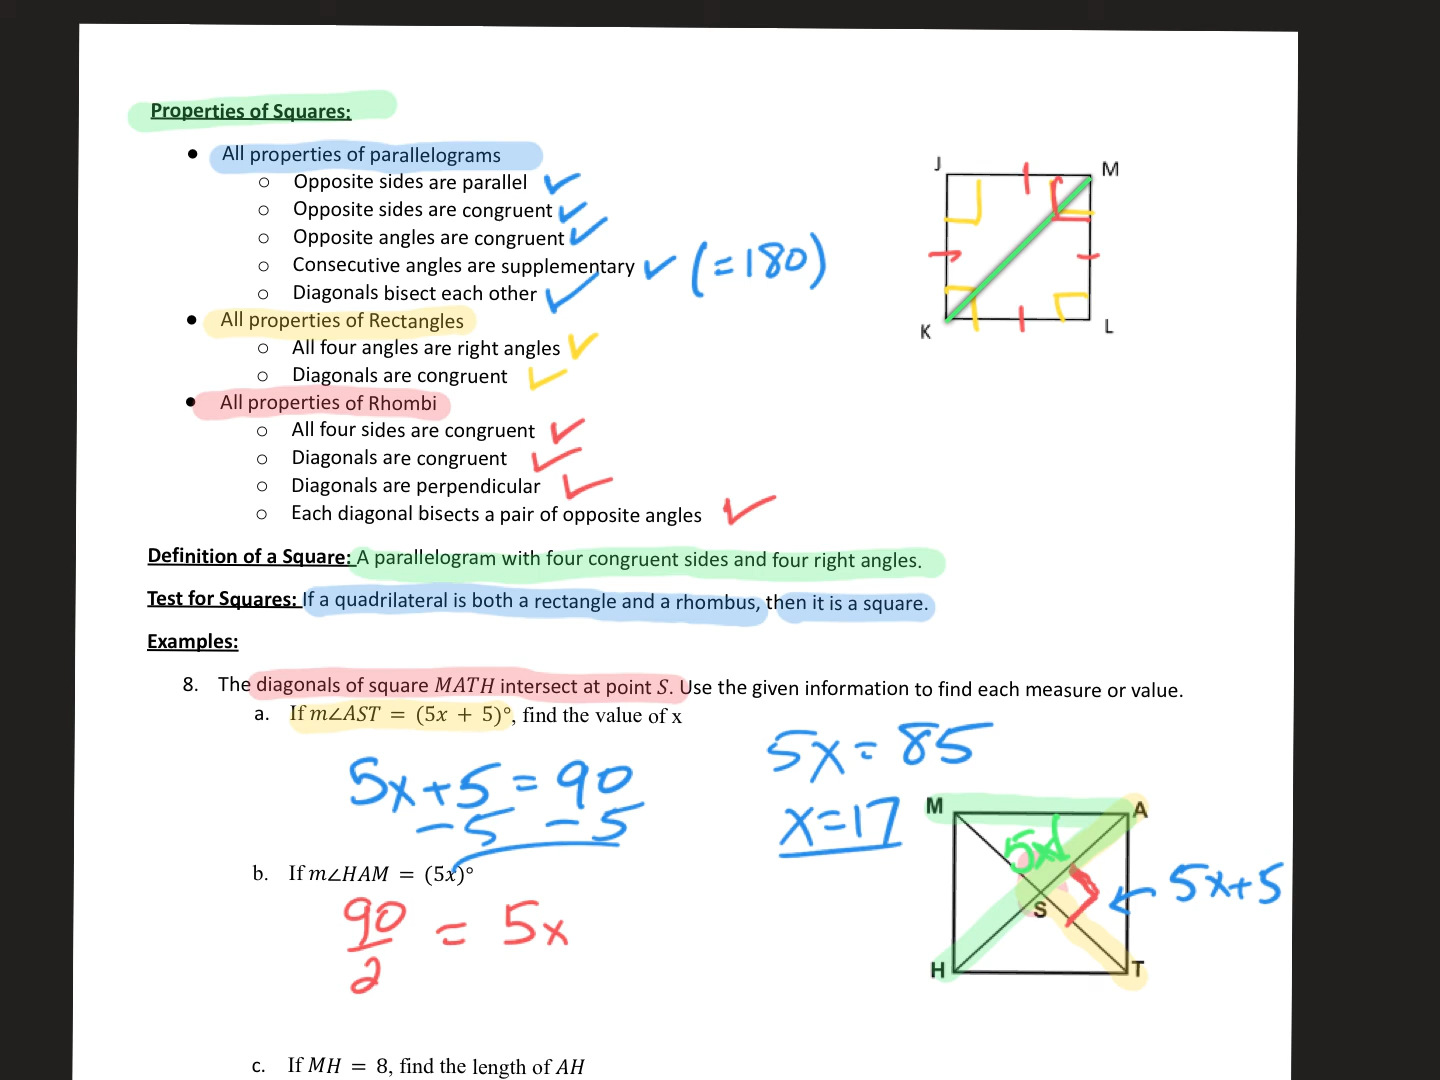 Properties of Squares:
● All properties of parallelograms
○ Opposite sides are parallel ✓
○ Opposite sides are congruent ✓
○ Opposite angles are congruent ✓
○ Consecutive angles are supplementary ✓ (=180)
○ Diagonals bisect each other ✓
● All properties of Rectangles
○ All four angles are right angles ✓
○ Diagonals are congruent ✓
● All properties of Rhombi
○ All four sides are congruent ✓
○ Diagonals are congruent ✓
○ Diagonals are perpendicular ✓
○ Each diagonal bisects a pair of opposite angles ✓
J
M
K
L
Definition of a Square: A parallelogram with four congruent sides and four right angles.
Test for Squares: If a quadrilateral is both a rectangle and a rhombus, then it is a square.
Examples:
8. The diagonals of square MATH intersect at point S. Use the given information to find each measure or value.
a. If m∠AST = (5x + 5)°, find the value of x
5x+5 = 90
-5 -5
5x = 85
x=17
b. If m∠HAM = (5x)°
90/2 = 5x
M
A
5x
S
5x+5
H
T
c. If MH = 8, find the length of AH